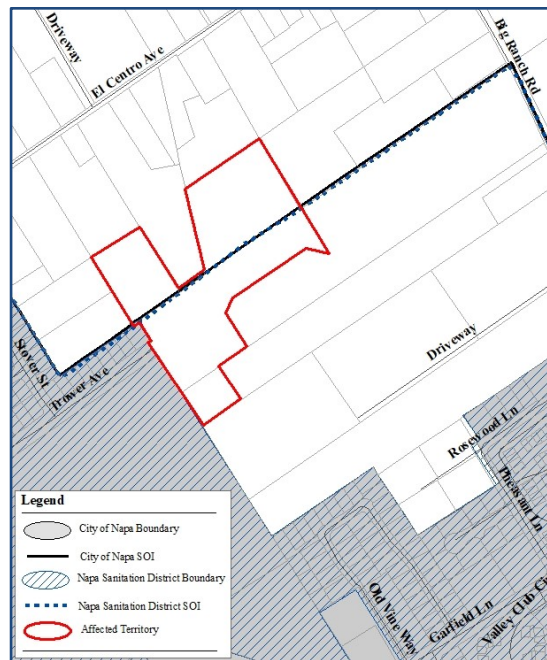 Driveway
El Centro Ave
Big Ranch Rd
Stover St
Trower Ave
Driveway
Rosewood Ln
Pheasant Ln
Old Vine Way
Garfield Ln
Valley Club Ci
Legend
City of Napa Boundary
City of Napa SOI
Napa Sanitation District Boundary
Napa Sanitation District SOI
Affected Territory